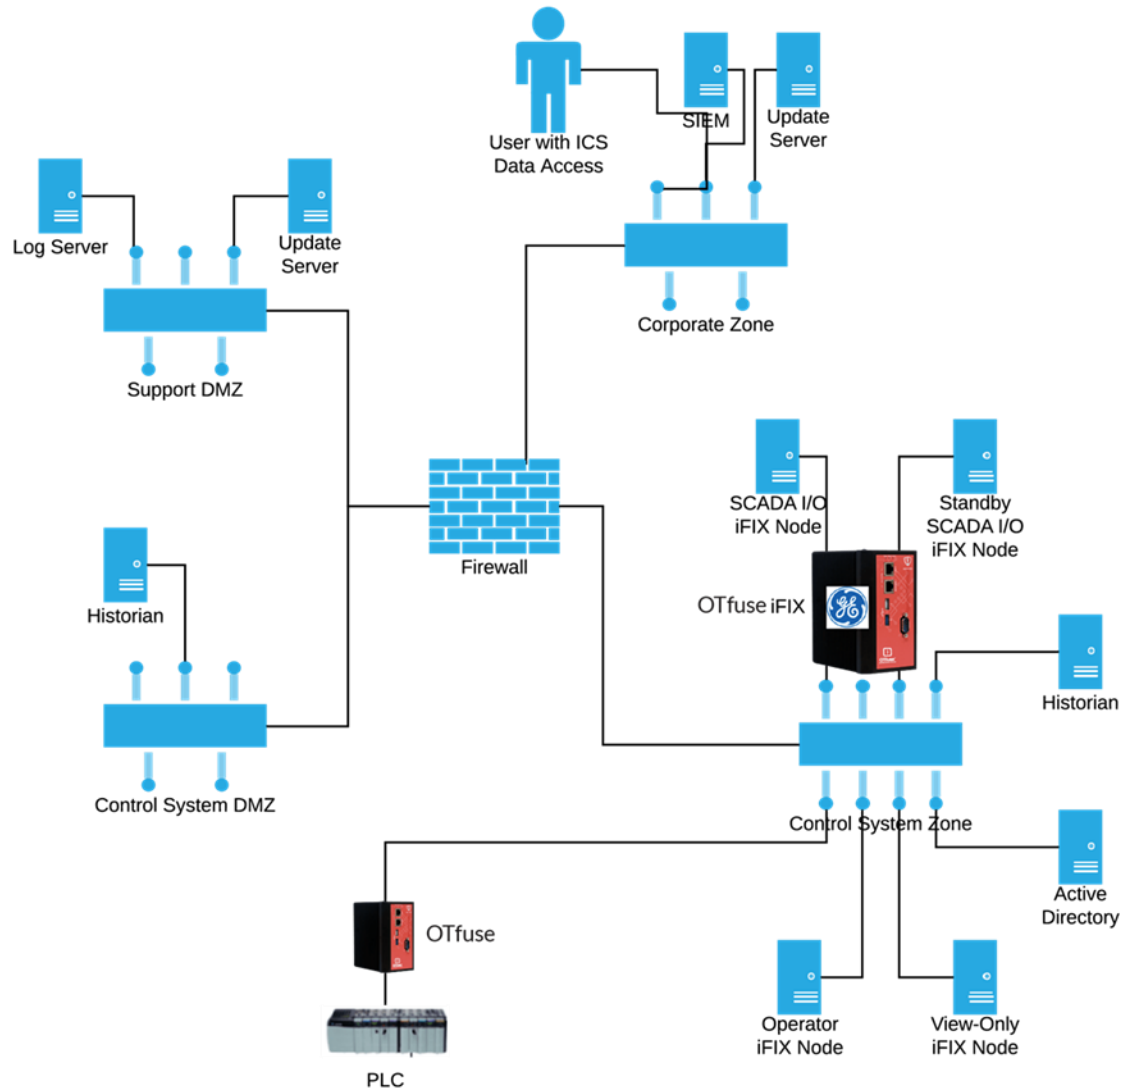 User with ICS
Data Access
SIEM
Update
Server
Log Server
Update
Server
Corporate Zone
Support DMZ
SCADA I/O
iFIX Node
Standby
SCADA I/O
iFIX Node
Firewall
Historian
OTfuse iFIX
Historian
Control System DMZ
Control System Zone
Active
Directory
OTfuse
Operator
iFIX Node
View-Only
iFIX Node
PLC